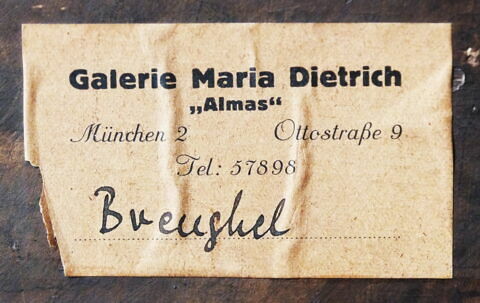 Galerie Maria Dietrich
„Almas“
München 2 Ottostraße 9
Tel: 57898
Breughel